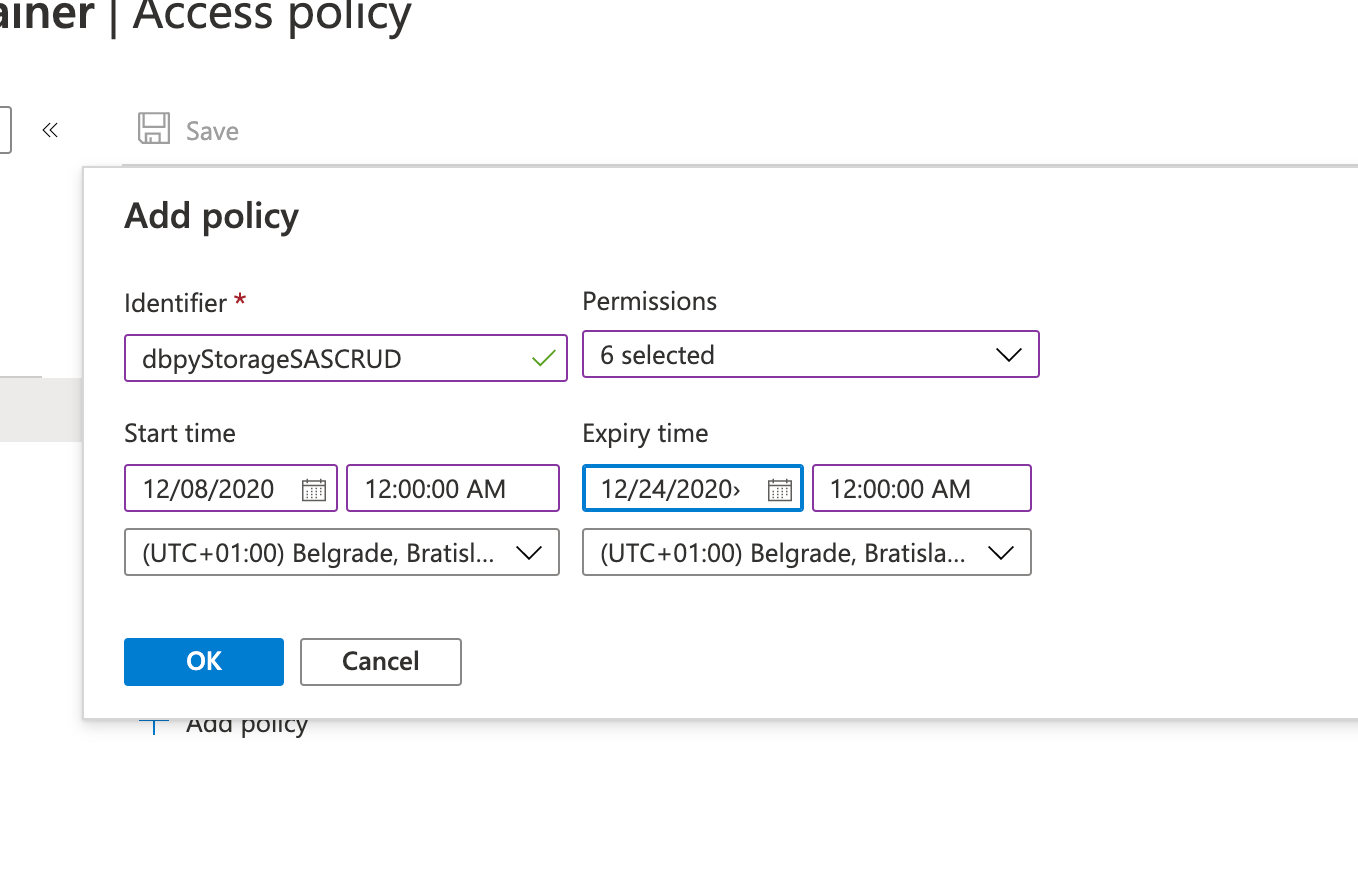 ainer | Access policy
«
Save
Add policy
Identifier *
Permissions
dbpyStorageSASCRUD
6 selected
Start time
Expiry time
12/08/2020
12:00:00 AM
12/24/2020›
12:00:00 AM
(UTC+01:00) Belgrade, Bratisl...
(UTC+01:00) Belgrade, Bratisla...
OK
Cancel
Add policy